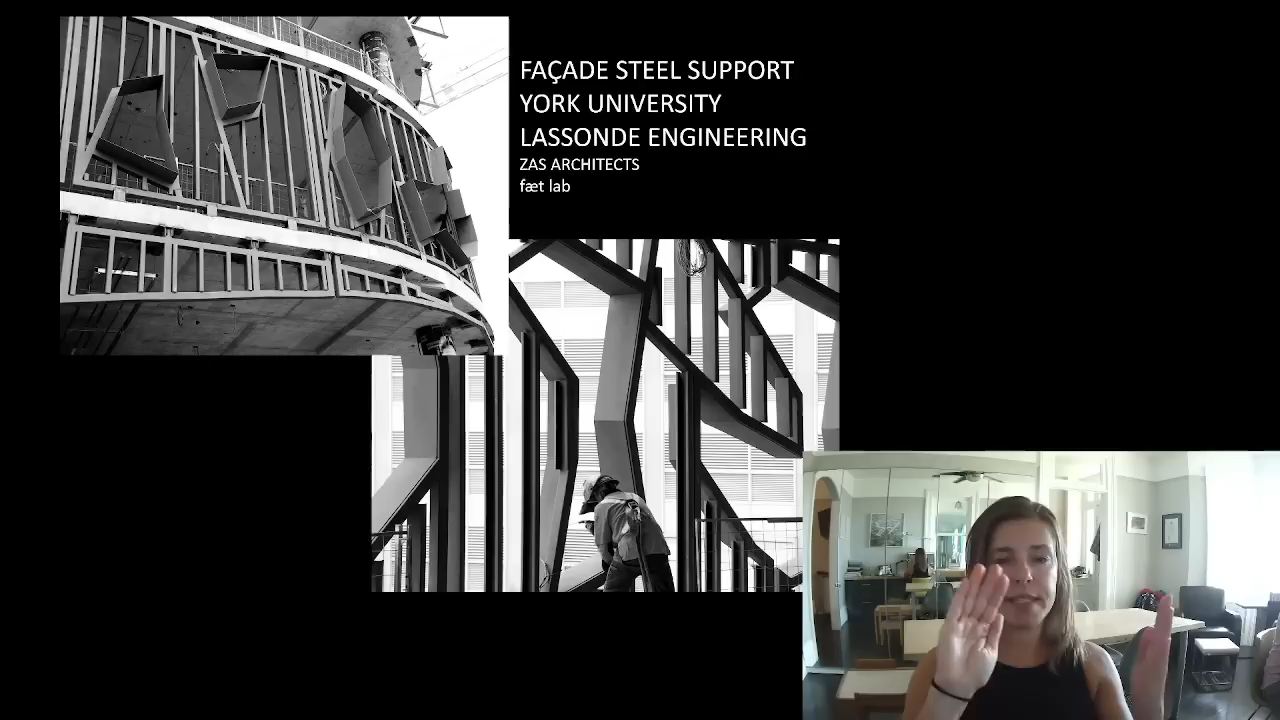 FAÇADE STEEL SUPPORT
YORK UNIVERSITY
LASSONDE ENGINEERING
ZAS ARCHITECTS
fæt lab